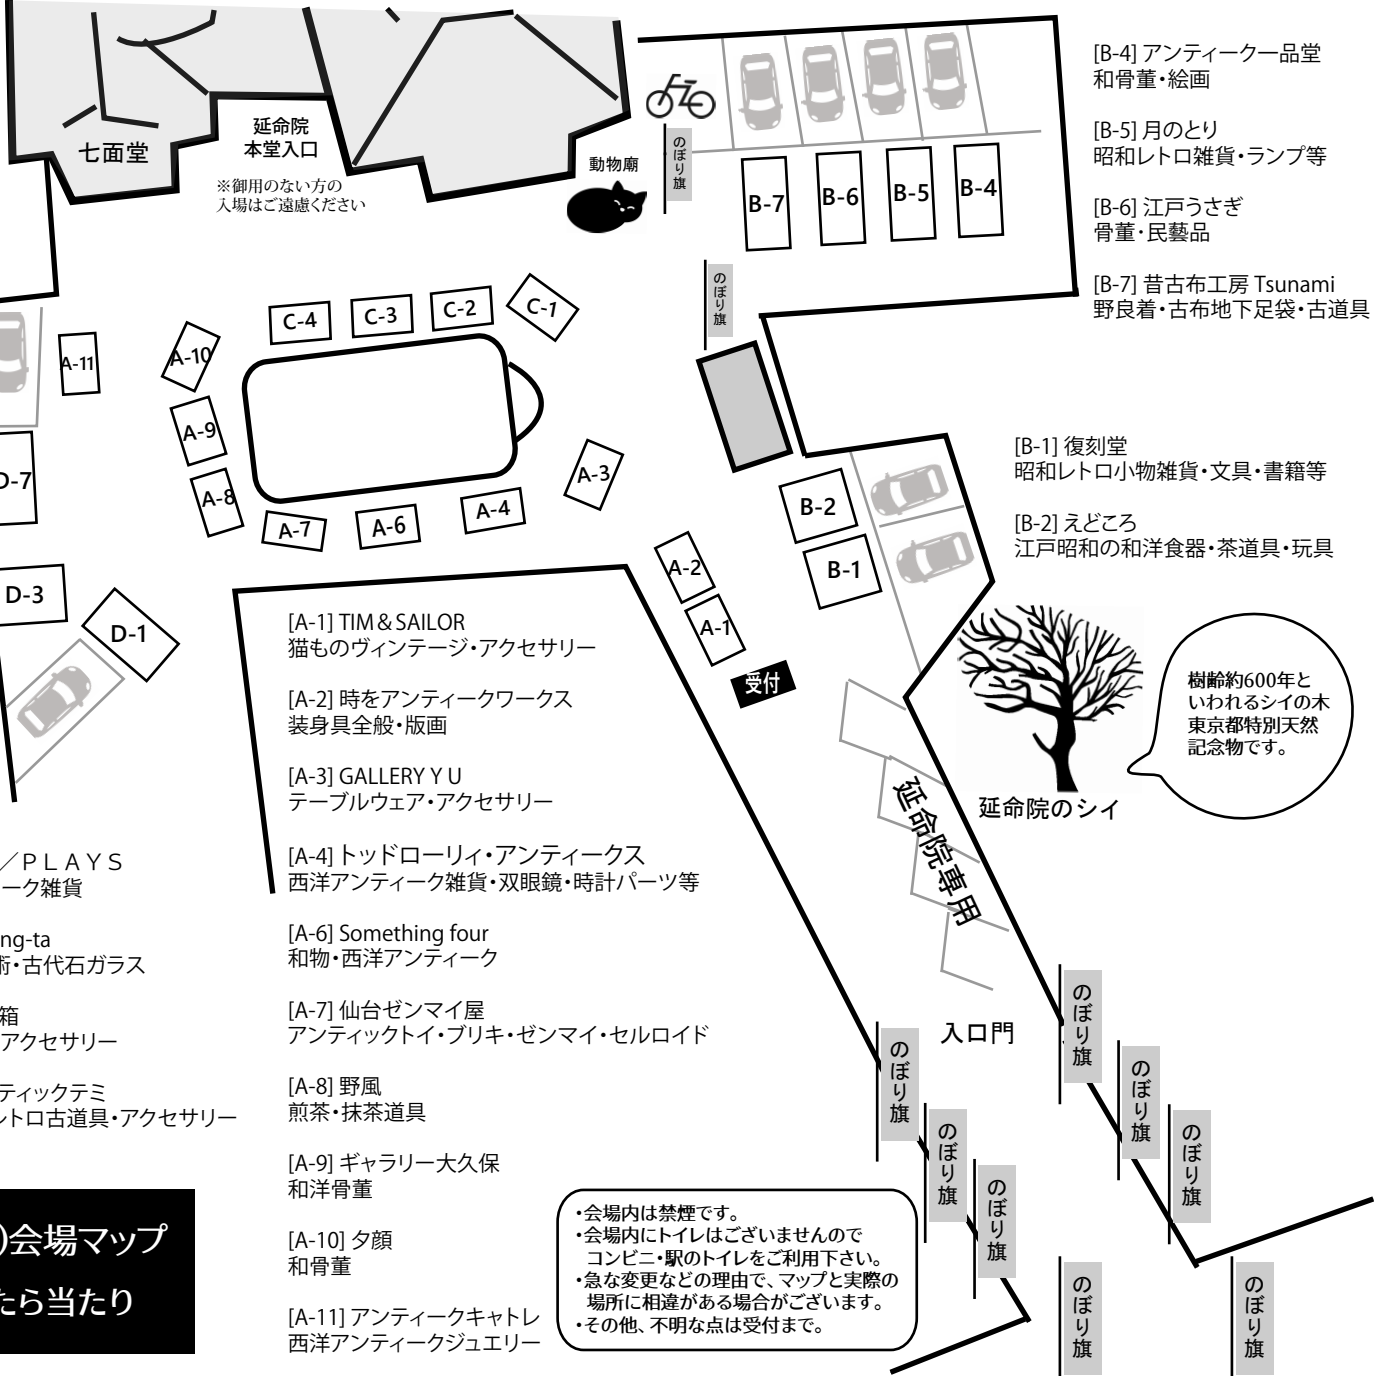 七面堂
延命院
本堂入口
※御用のない方の
入場はご遠慮ください
動物廟
のぼり旗
のぼり旗
B-7
B-6
B-5
B-4
[B-4] アンティーク一品堂
和骨董・絵画
[B-5] 月のとり
昭和レトロ雑貨・ランプ等
[B-6] 江戸うさぎ
骨董・民藝品
[B-7] 昔古布工房 Tsunami
野良着・古布地下足袋・古道具
C-4
C-3
C-2
C-1
A-11
A-10
A-9
A-8
A-7
A-6
A-4
A-3
A-2
A-1
受付
B-2
B-1
D-7
D-3
D-1
[B-1] 復刻堂
昭和レトロ小物雑貨・文具・書籍等
[B-2] えどころ
江戸昭和の和洋食器・茶道具・玩具
樹齢約600年と
いわれるシイの木
東京都特別天然
記念物です。
延命院のシイ
延命院専用
入口門
[A-1] TIM & SAILOR
猫ものヴィンテージ・アクセサリー
[A-2] 時をアンティークワークス
装身具全般・版画
[A-3] GALLERY Y U
テーブルウェア・アクセサリー
[A-4] トッドローリィ・アンティークス
西洋アンティーク雑貨・双眼鏡・時計パーツ等
[A-6] Something four
和物・西洋アンティーク
[A-7] 仙台ゼンマイ屋
アンティックトイ・ブリキ・ゼンマイ・セルロイド
[A-8] 野風
煎茶・抹茶道具
[A-9] ギャラリー大久保
和洋骨董
[A-10] 夕顔
和骨董
[A-11] アンティークキャトレ
西洋アンティークジュエリー
／ＰＬＡＹＳ
ーク雑貨
ng-ta
術・古代石ガラス
箱
アクセサリー
ティックテミ
レトロ古道具・アクセサリー
)会場マップ
たら当たり
・会場内は禁煙です。
・会場内にトイレはございませんので
コンビニ・駅のトイレをご利用下さい。
・急な変更などの理由で、マップと実際の
場所に相違がある場合がございます。
・その他、不明な点は受付まで。
のぼり旗
のぼり旗
のぼり旗
のぼり旗
のぼり旗
のぼり旗
のぼり旗
のぼり旗